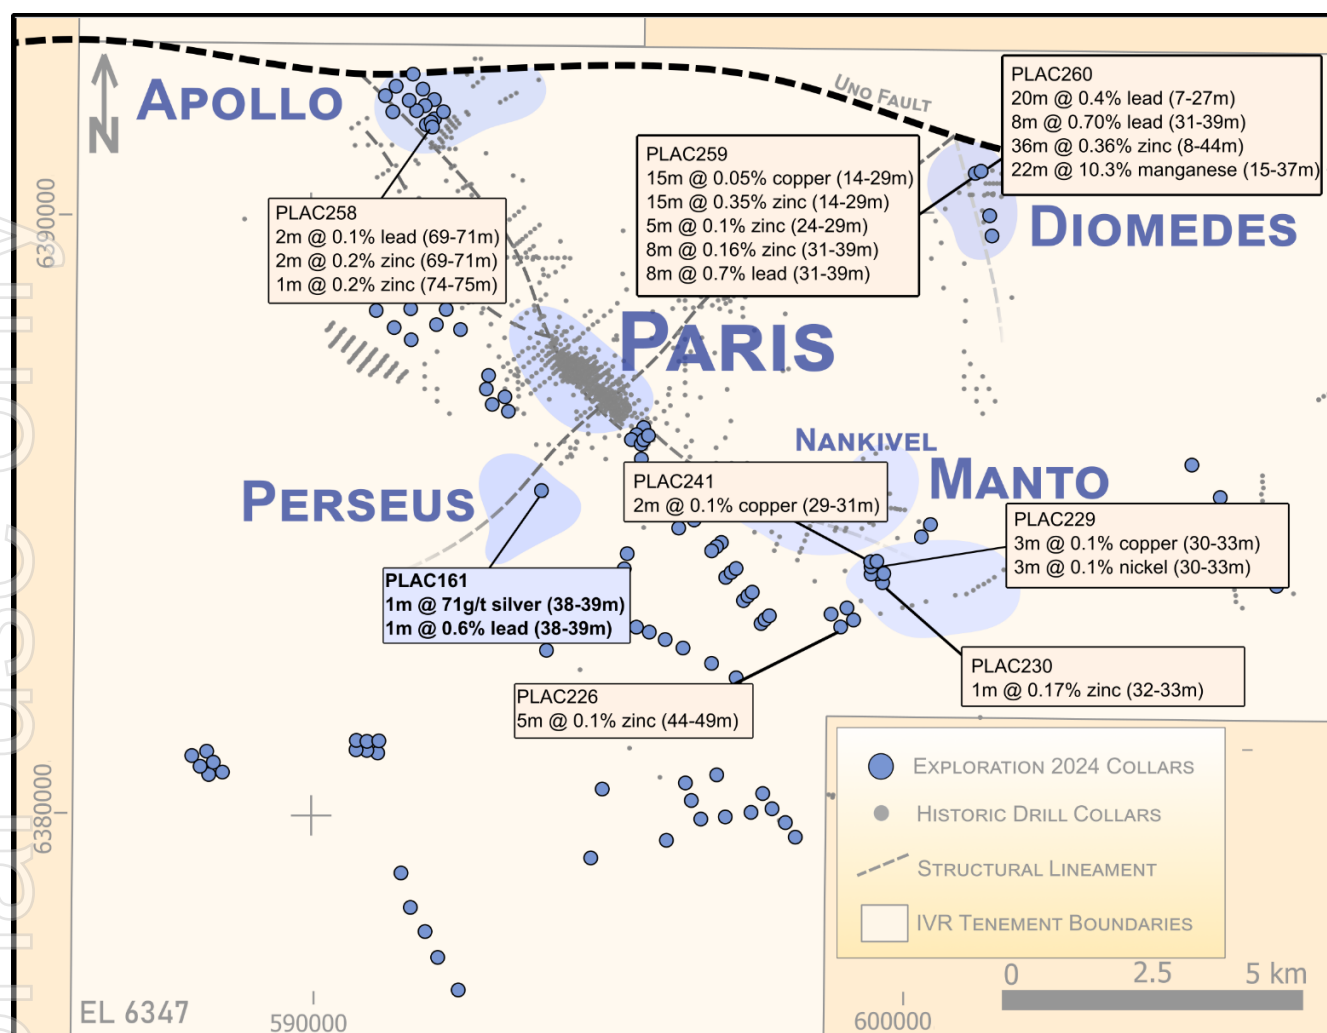 APOLLO
N
UNO FAULT
PLAC260
20m @ 0.4% lead (7-27m)
8m @ 0.70% lead (31-39m)
36m @ 0.36% zinc (8-44m)
22m @ 10.3% manganese (15-37m)
PLAC259
15m @ 0.05% copper (14-29m)
15m @ 0.35% zinc (14-29m)
5m @ 0.1% zinc (24-29m)
8m @ 0.16% zinc (31-39m)
8m @ 0.7% lead (31-39m)
PLAC258
2m @ 0.1% lead (69-71m)
2m @ 0.2% zinc (69-71m)
1m @ 0.2% zinc (74-75m)
DIOMEDES
6390000
PARIS
NANKIVEL
MANTO
PERSEUS
PLAC241
2m @ 0.1% copper (29-31m)
PLAC229
3m @ 0.1% copper (30-33m)
3m @ 0.1% nickel (30-33m)
PLAC161
1m @ 71g/t silver (38-39m)
1m @ 0.6% lead (38-39m)
PLAC230
1m @ 0.17% zinc (32-33m)
PLAC226
5m @ 0.1% zinc (44-49m)
6380000
EXPLORATION 2024 COLLARS
HISTORIC DRILL COLLARS
STRUCTURAL LINEAMENT
IVR TENEMENT BOUNDARIES
0 2.5 5 km
EL 6347
590000
600000